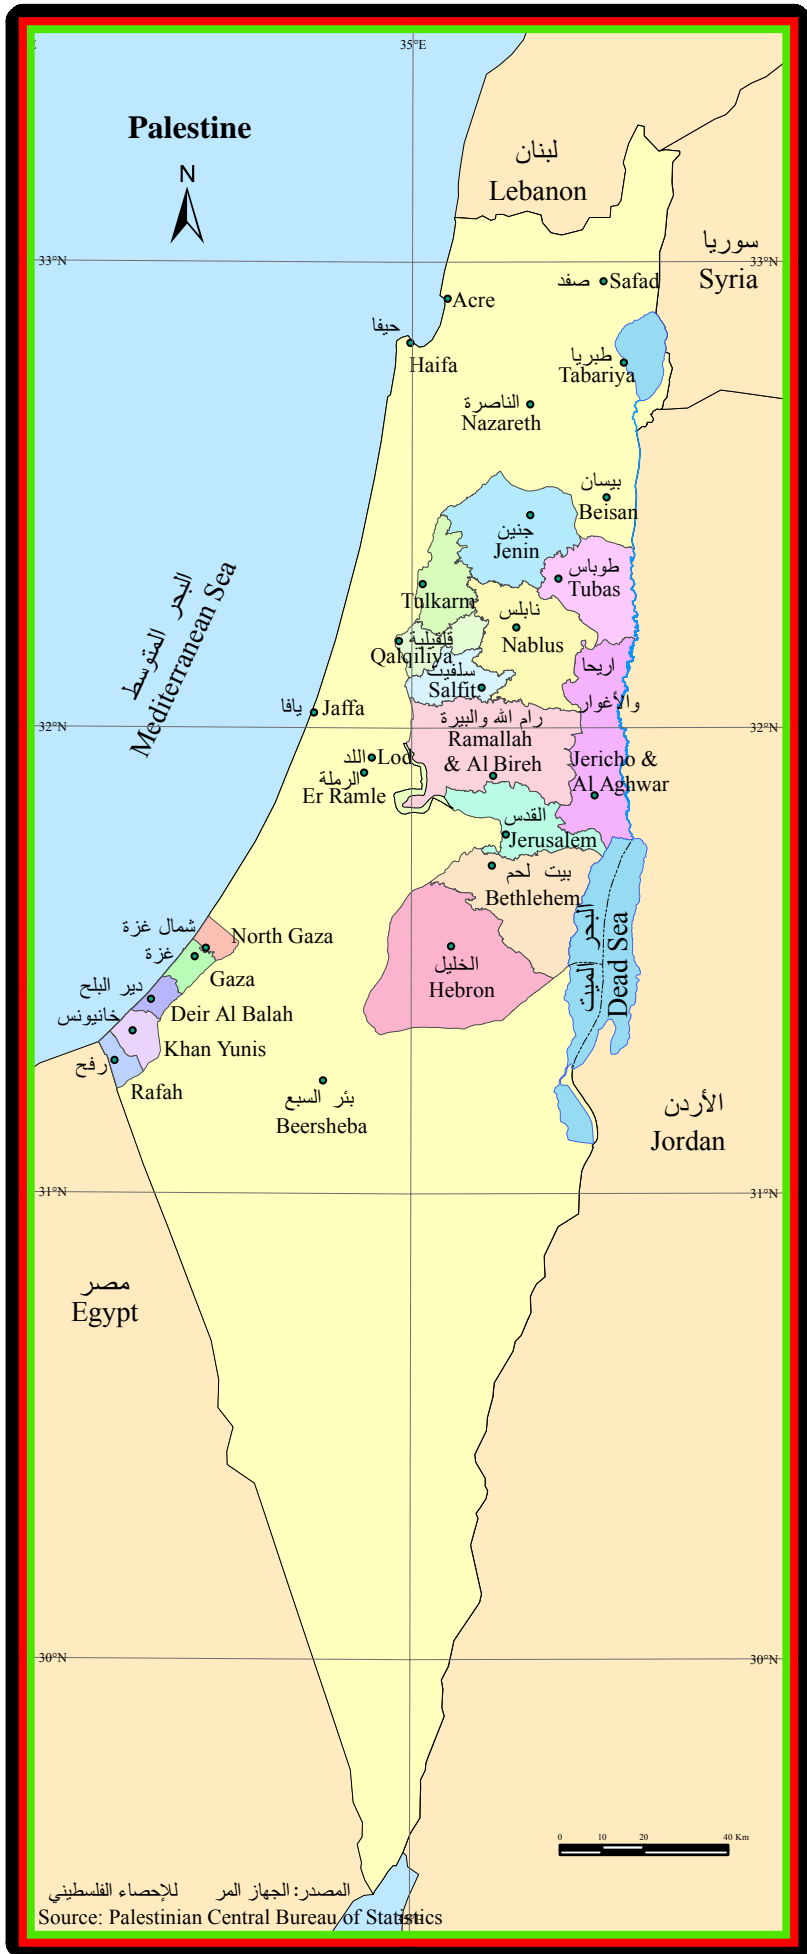 35°E
Palestine
N
لبنان
Lebanon
سوريا
Syria
33°N
33°N
صفد
Safad
Acre
حيفا
Haifa
طبريا
Tabariya
الناصرة
Nazareth
بيسان
Beisan
جنين
Jenin
طوباس
Tubas
Tulkarm
نابلس
Nablus
قلقيلية
Qalqiliya
سلفيت
Salfit
اريحا
والأغوار
Jericho &
Al Aghwar
البحر المتوسط
Mediterranean Sea
يافا
Jaffa
32°N
32°N
رام الله والبيرة
Ramallah
& Al Bireh
اللد
Lod
الرملة
Er Ramle
القدس
Jerusalem
بيت لحم
Bethlehem
البحر الميت
Dead Sea
الخليل
Hebron
شمال غزة
North Gaza
غزة
Gaza
دير البلح
Deir Al Balah
خانيونس
Khan Yunis
رفح
Rafah
بئر السبع
Beersheba
الأردن
Jordan
31°N
31°N
مصر
Egypt
30°N
30°N
0 10 20 40 Km
المصدر: الجهاز المر للإحصاء الفلسطيني
Source: Palestinian Central Bureau of Statistics